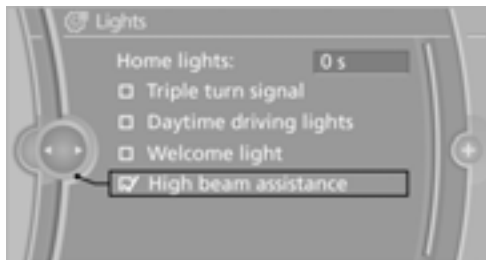 Lights
Home lights: 0 s
Triple turn signal
Daytime driving lights
Welcome light
High beam assistance